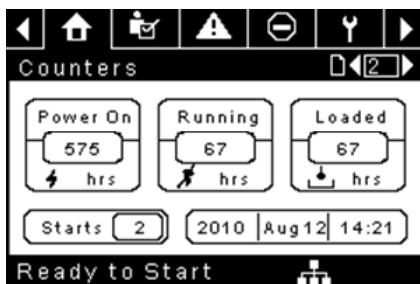 Counters 2
Power On Running Loaded
575 67 67
hrs hrs hrs
Starts 2 2010 Aug12 14:21
Ready to Start